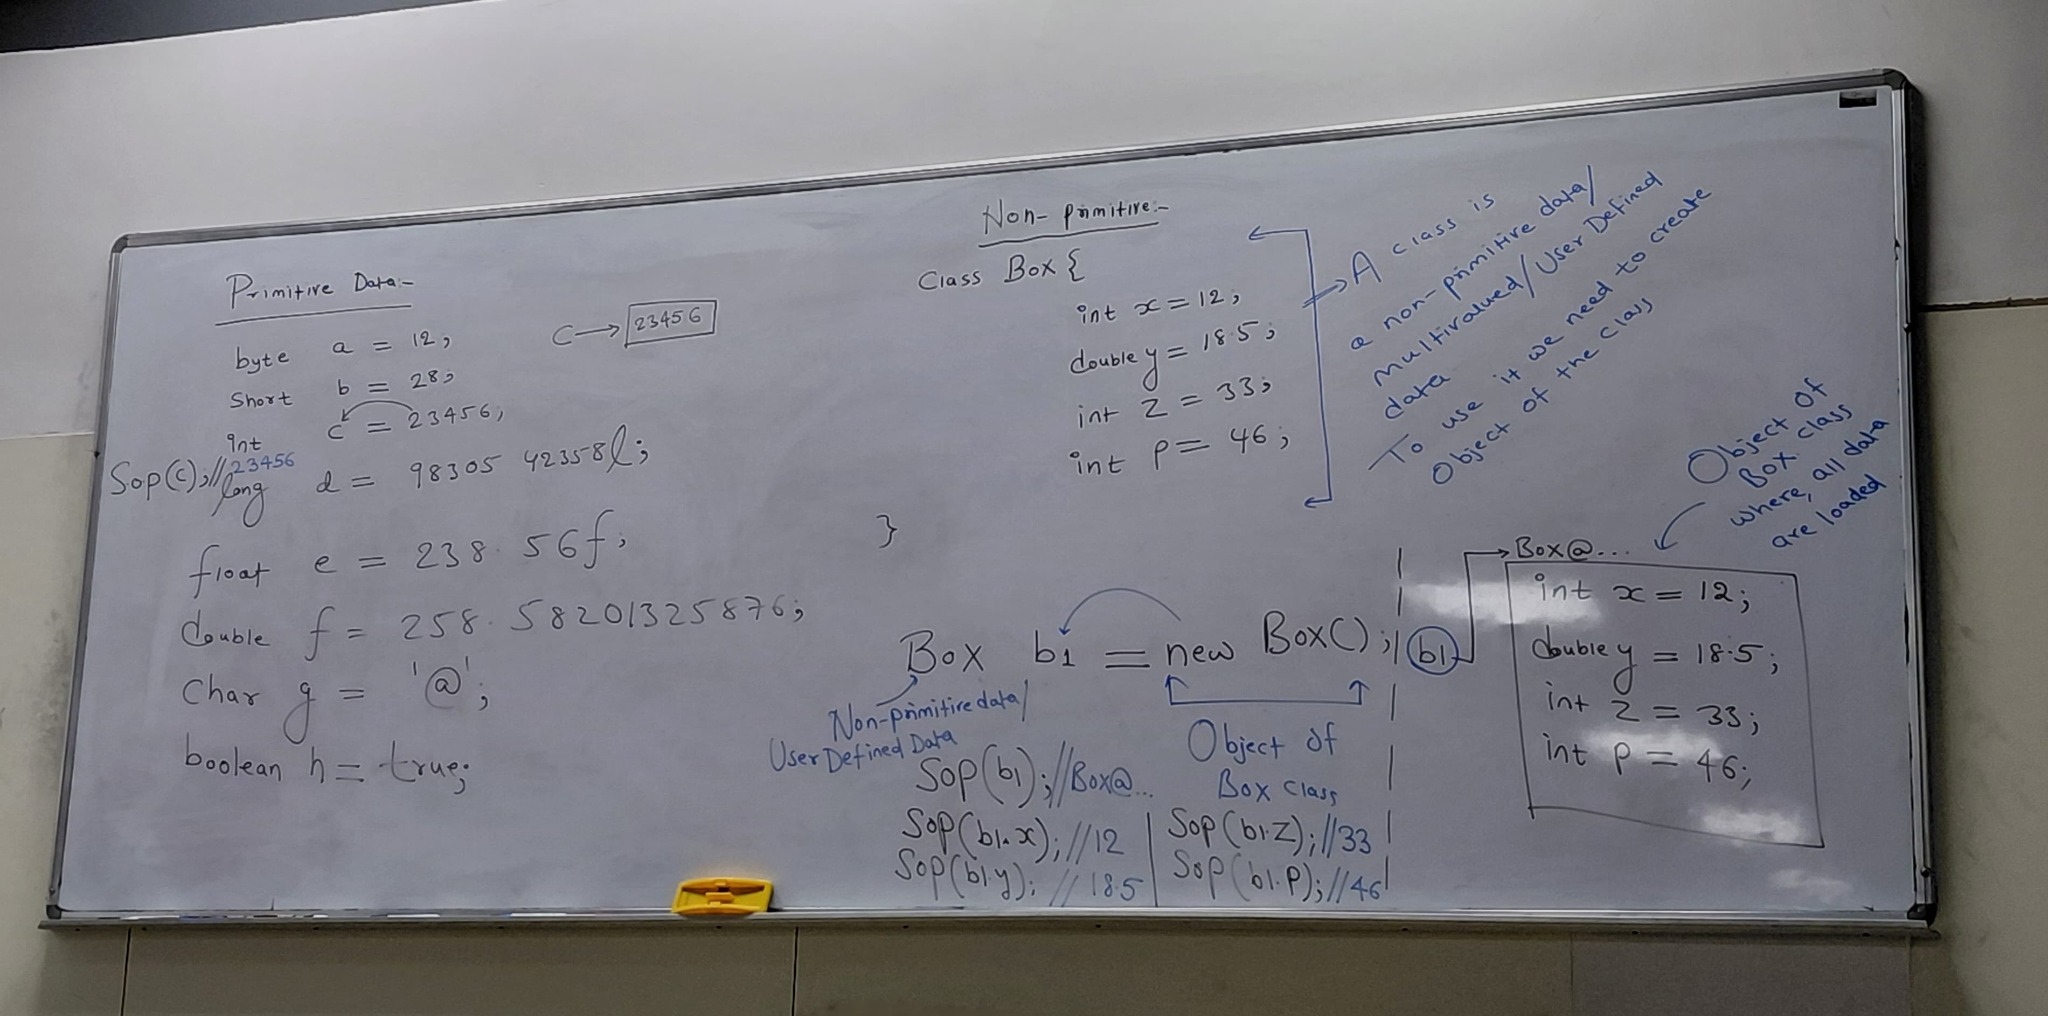 Primitive Data:-
byte a = 12;
Short b = 28;
int c = 23456;
C → 23456
Sop(c); // 23456
long d = 98305 42358l;
float e = 238.56f;
double f = 258.58201325876;
Char g = '@';
boolean h = true;
Non-primitive:-
Class Box {
int x = 12;
double y = 18.5;
int z = 33;
int p = 46;
}
→ A class is
a non-primitive data/
multivalued/User Defined
data
To use it we need to create
Object of the class
Box b1 = new Box();
Non-primitive data/
User Defined Data
Object of
Box class
Sop(b1); // Box@...
Sop(b1.x); // 12
Sop(b1.y); // 18.5
Sop(b1.z); // 33
Sop(b1.p); // 46
b1
→ Box@...
int x = 12;
double y = 18.5;
int z = 33;
int p = 46;
Object of
Box class
where, all data
are loaded